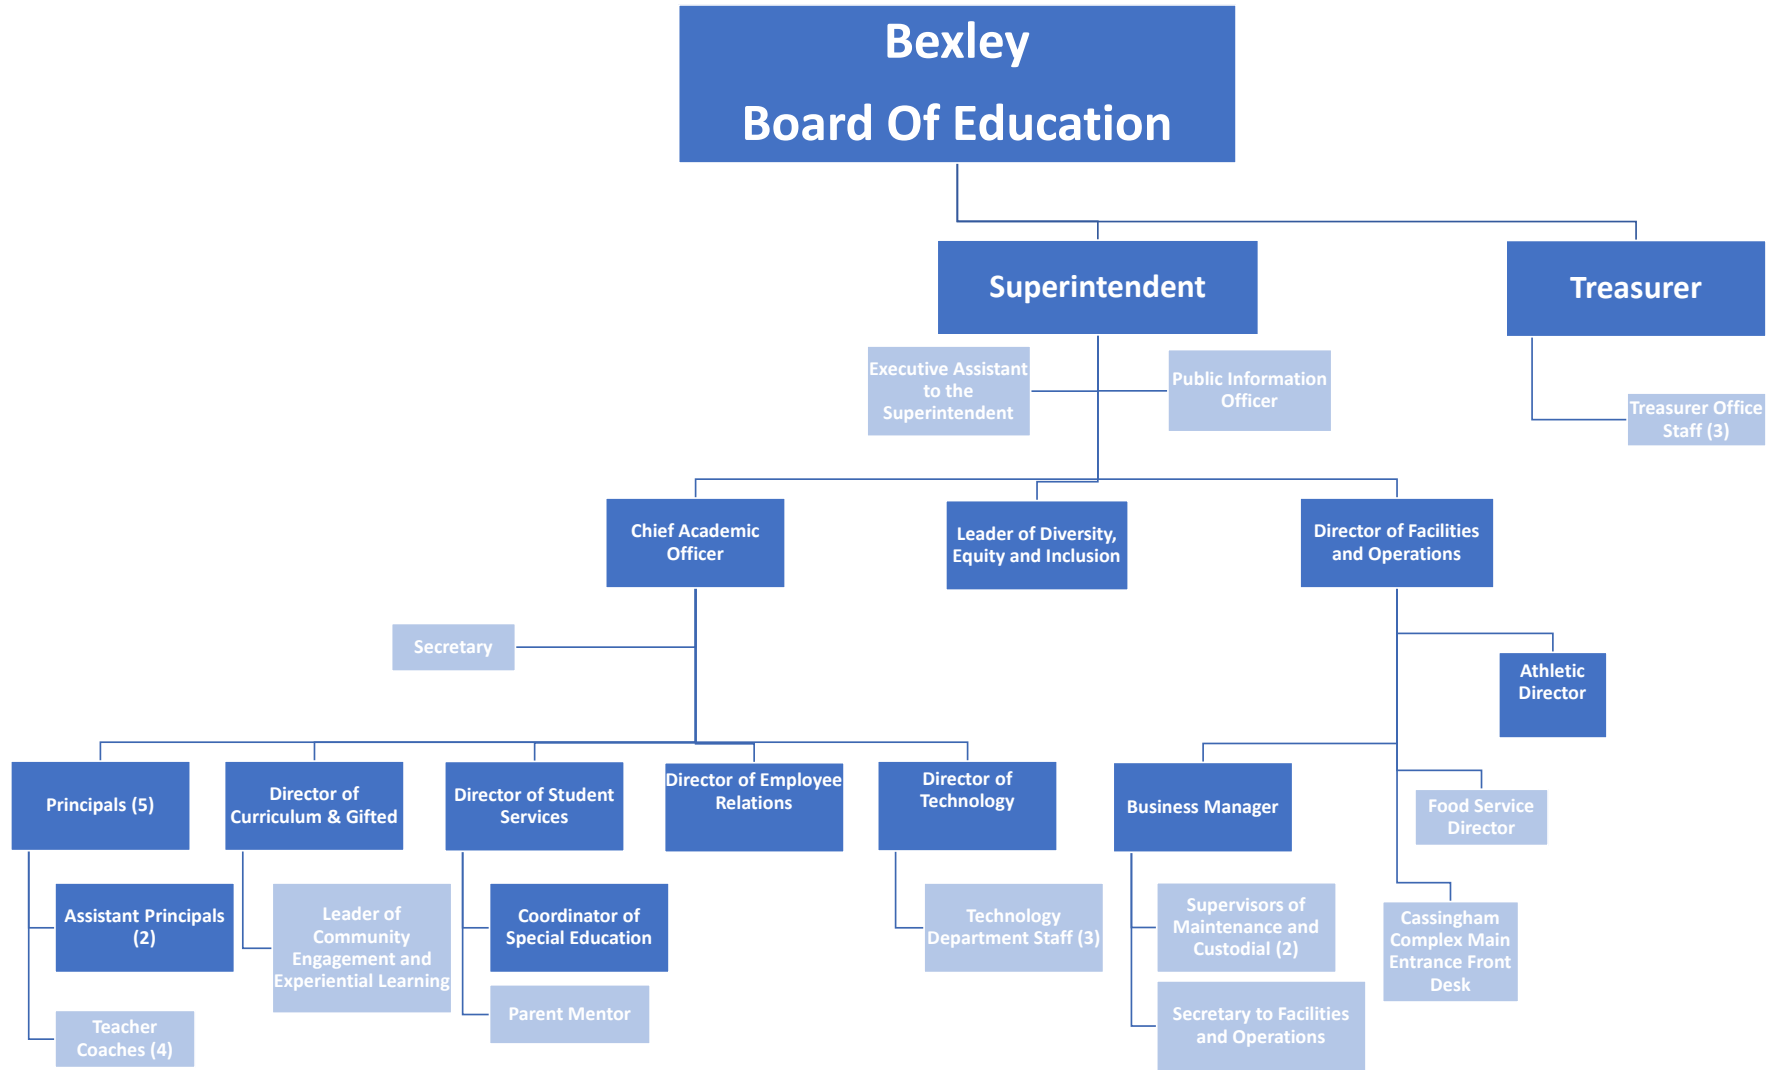 Bexley
Board Of Education
Superintendent
Treasurer
Executive Assistant
to the
Superintendent
Public Information
Officer
Treasurer Office
Staff (3)
Chief Academic
Officer
Leader of Diversity,
Equity and Inclusion
Director of Facilities
and Operations
Secretary
Athletic
Director
Principals (5)
Director of
Curriculum & Gifted
Director of Student
Services
Director of Employee
Relations
Director of
Technology
Business Manager
Food Service
Director
Assistant Principals
(2)
Leader of
Community
Engagement and
Experiential Learning
Coordinator of
Special Education
Technology
Department Staff (3)
Supervisors of
Maintenance and
Custodial (2)
Cassingham
Complex Main
Entrance Front
Desk
Teacher
Coaches (4)
Parent Mentor
Secretary to Facilities
and Operations